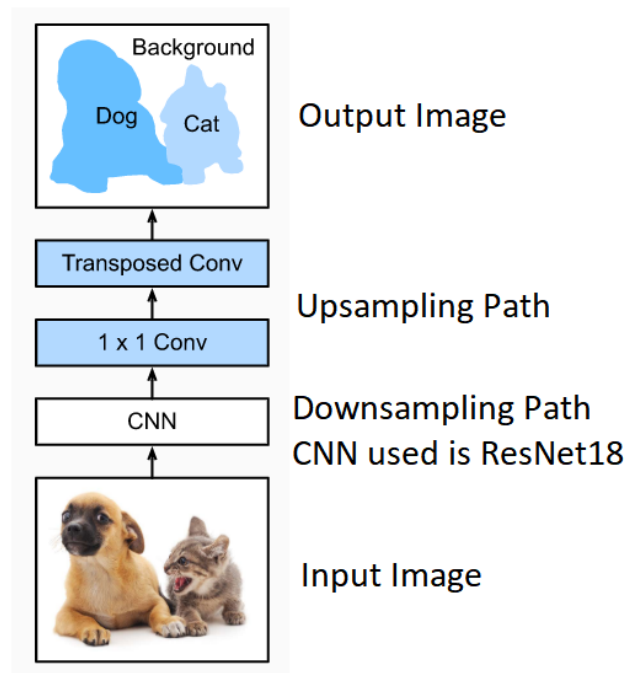 Background
Dog
Cat
Output Image
Transposed Conv
Upsampling Path
1 x 1 Conv
Downsampling Path
CNN
CNN used is ResNet18
Input Image